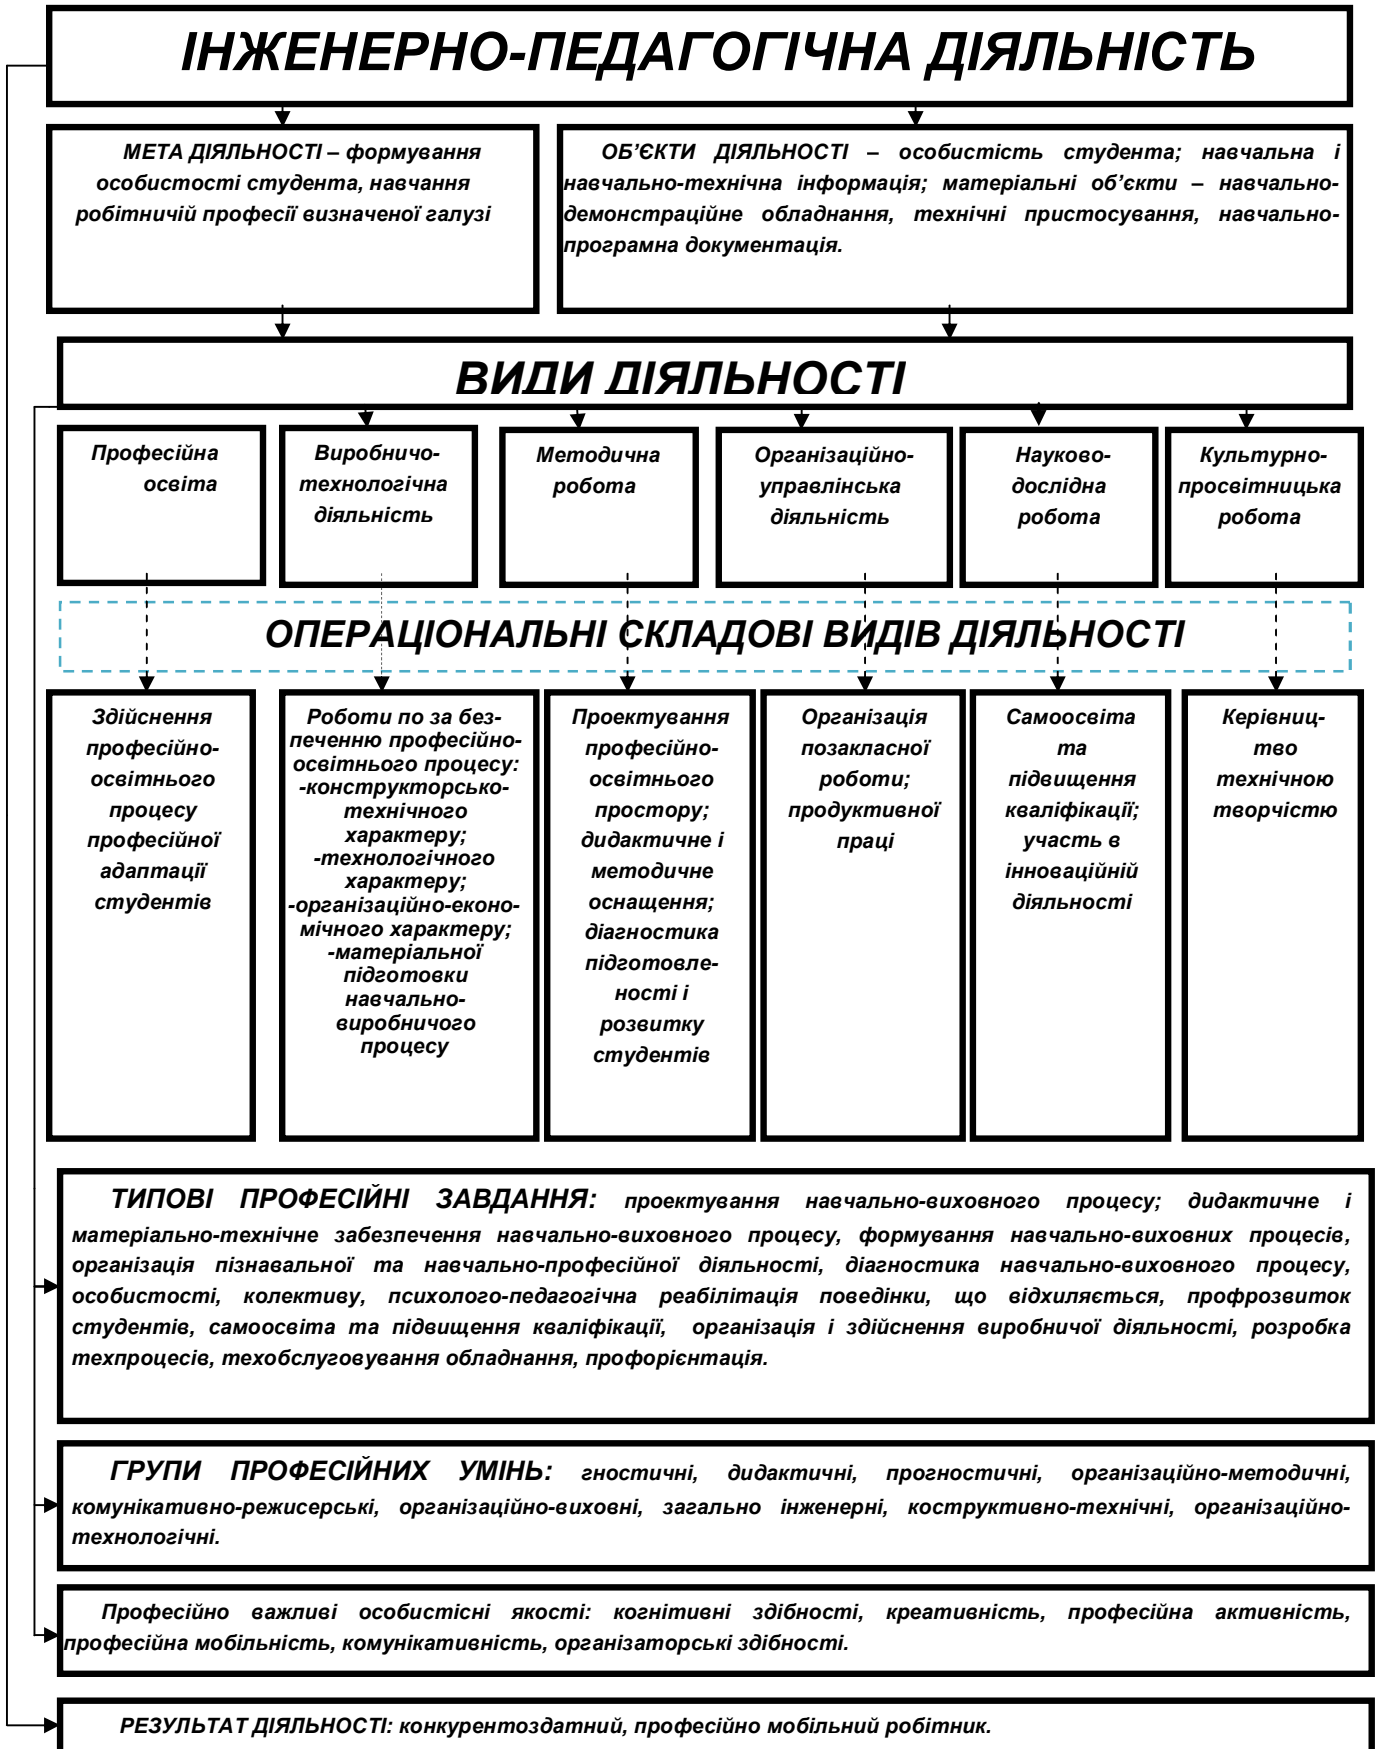 ІНЖЕНЕРНО-ПЕДАГОГІЧНА ДІЯЛЬНІСТЬ
МЕТА ДІЯЛЬНОСТІ – формування
особистості студента, навчання
робітничій професії визначеної галузі
ОБ’ЄКТИ ДІЯЛЬНОСТІ – особистість студента; навчальна і
навчально-технічна інформація; матеріальні об’єкти – навчально-
демонстраційне обладнання, технічні пристосування, навчально-
програмна документація.
ВИДИ ДІЯЛЬНОСТІ
Професійна
освіта
Виробничо-
технологічна
діяльність
Методична
робота
Організаційно-
управлінська
діяльність
Науково-
дослідна
робота
Культурно-
просвітницька
робота
ОПЕРАЦІОНАЛЬНІ СКЛАДОВІ ВИДІВ ДІЯЛЬНОСТІ
Здійснення
професійно-
освітнього
процесу
професійної
адаптації
студентів
Роботи по за без-
печенню професійно-
освітнього процесу:
-конструкторсько-
технічного
характеру;
-технологічного
характеру;
-організаційно-еконо-
мічного характеру;
-матеріальної
підготовки
навчально-
виробничого
процесу
Проектування
професійно-
освітнього
простору;
дидактичне і
методичне
оснащення;
діагностика
підготовле-
ності і
розвитку
студентів
Організація
позакласної
роботи;
продуктивної
праці
Самоосвіта
та
підвищення
кваліфікації;
участь в
інноваційній
діяльності
Керівниц-
тво
технічною
творчістю
ТИПОВІ ПРОФЕСІЙНІ ЗАВДАННЯ: проектування навчально-виховного процесу; дидактичне і
матеріально-технічне забезпечення навчально-виховного процесу, формування навчально-виховних процесів,
організація пізнавальної та навчально-професійної діяльності, діагностика навчально-виховного процесу,
особистості, колективу, психолого-педагогічна реабілітація поведінки, що відхиляється, профрозвиток
студентів, самоосвіта та підвищення кваліфікації, організація і здійснення виробничої діяльності, розробка
техпроцесів, техобслуговування обладнання, профорієнтація.
ГРУПИ ПРОФЕСІЙНИХ УМІНЬ: гностичні, дидактичні, прогностичні, організаційно-методичні,
комунікативно-режисерські, організаційно-виховні, загально інженерні, коструктивно-технічні, організаційно-
технологічні.
Професійно важливі особистісні якості: когнітивні здібності, креативність, професійна активність,
професійна мобільність, комунікативність, організаторські здібності.
РЕЗУЛЬТАТ ДІЯЛЬНОСТІ: конкурентоздатний, професійно мобільний робітник.